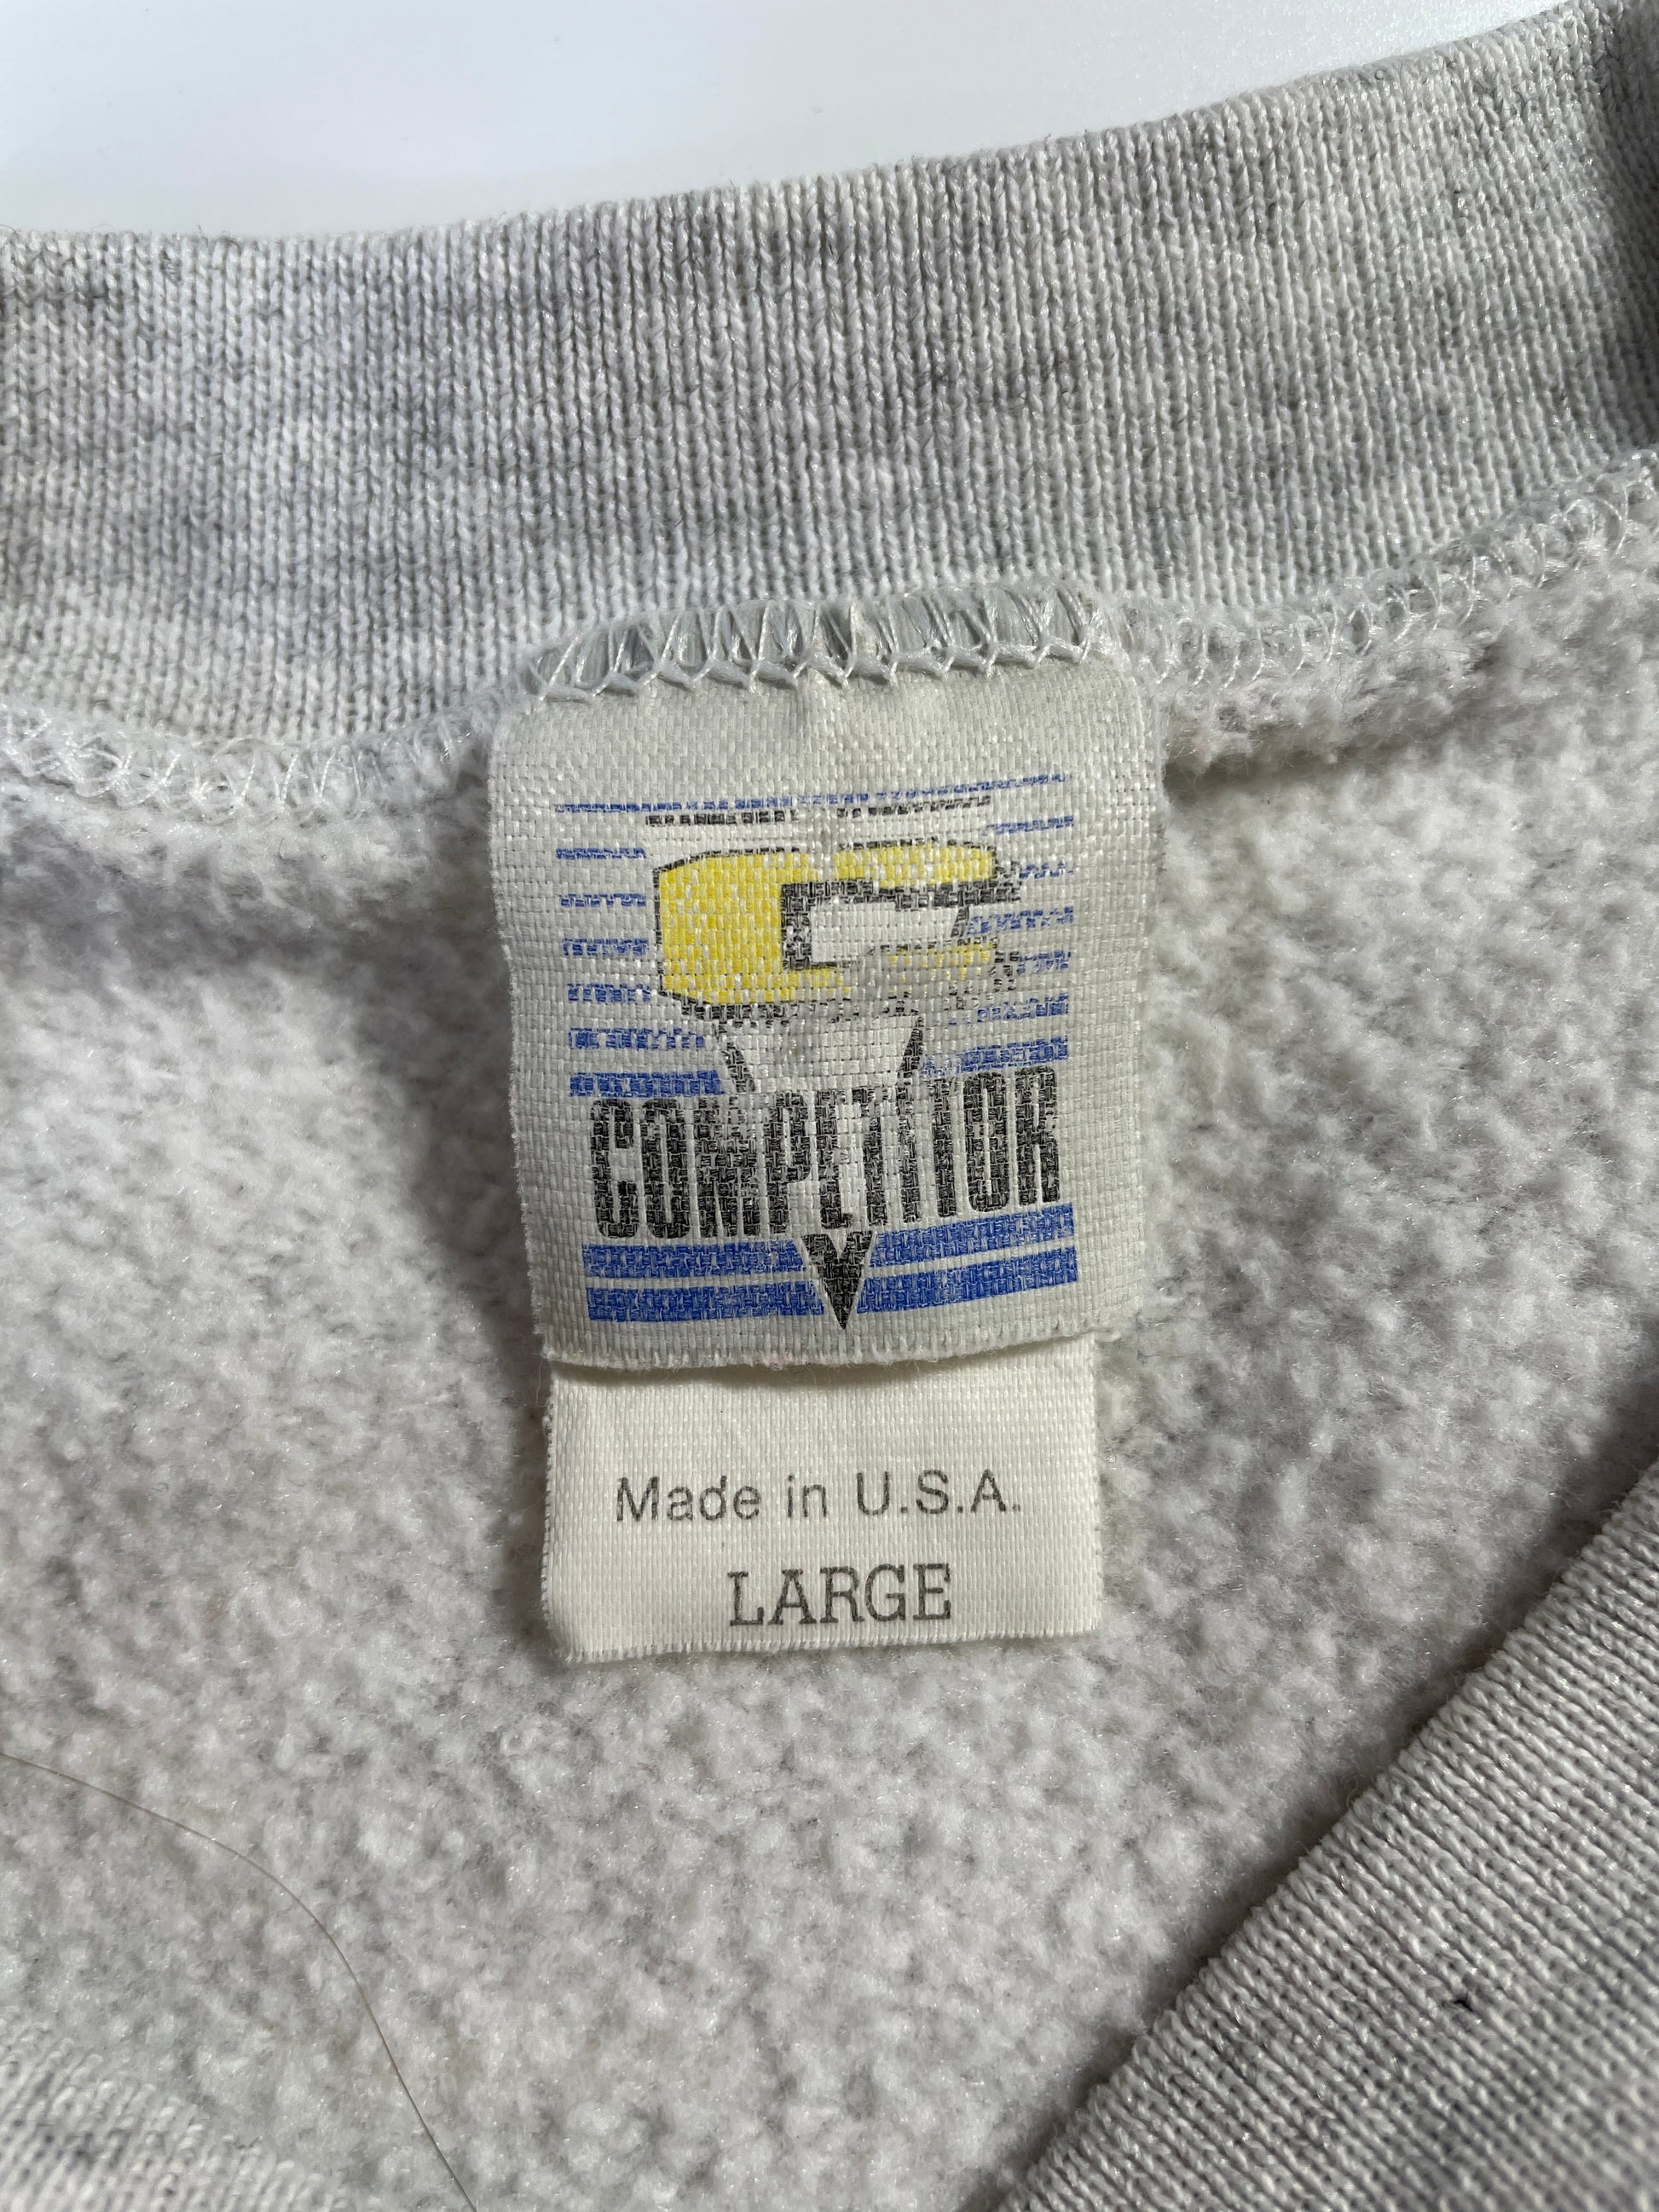 C
COMPETITOR
Made in U.S.A.
LARGE